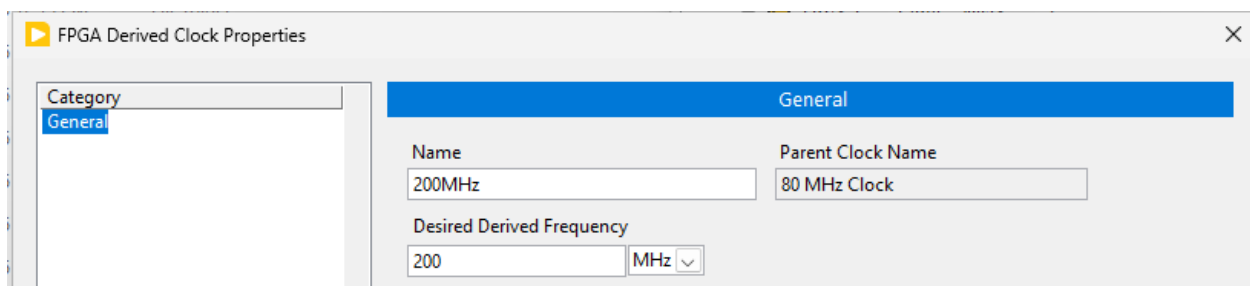 FPGA Derived Clock Properties
Category
General
General
Name
Parent Clock Name
200MHz
80 MHz Clock
Desired Derived Frequency
200
MHz